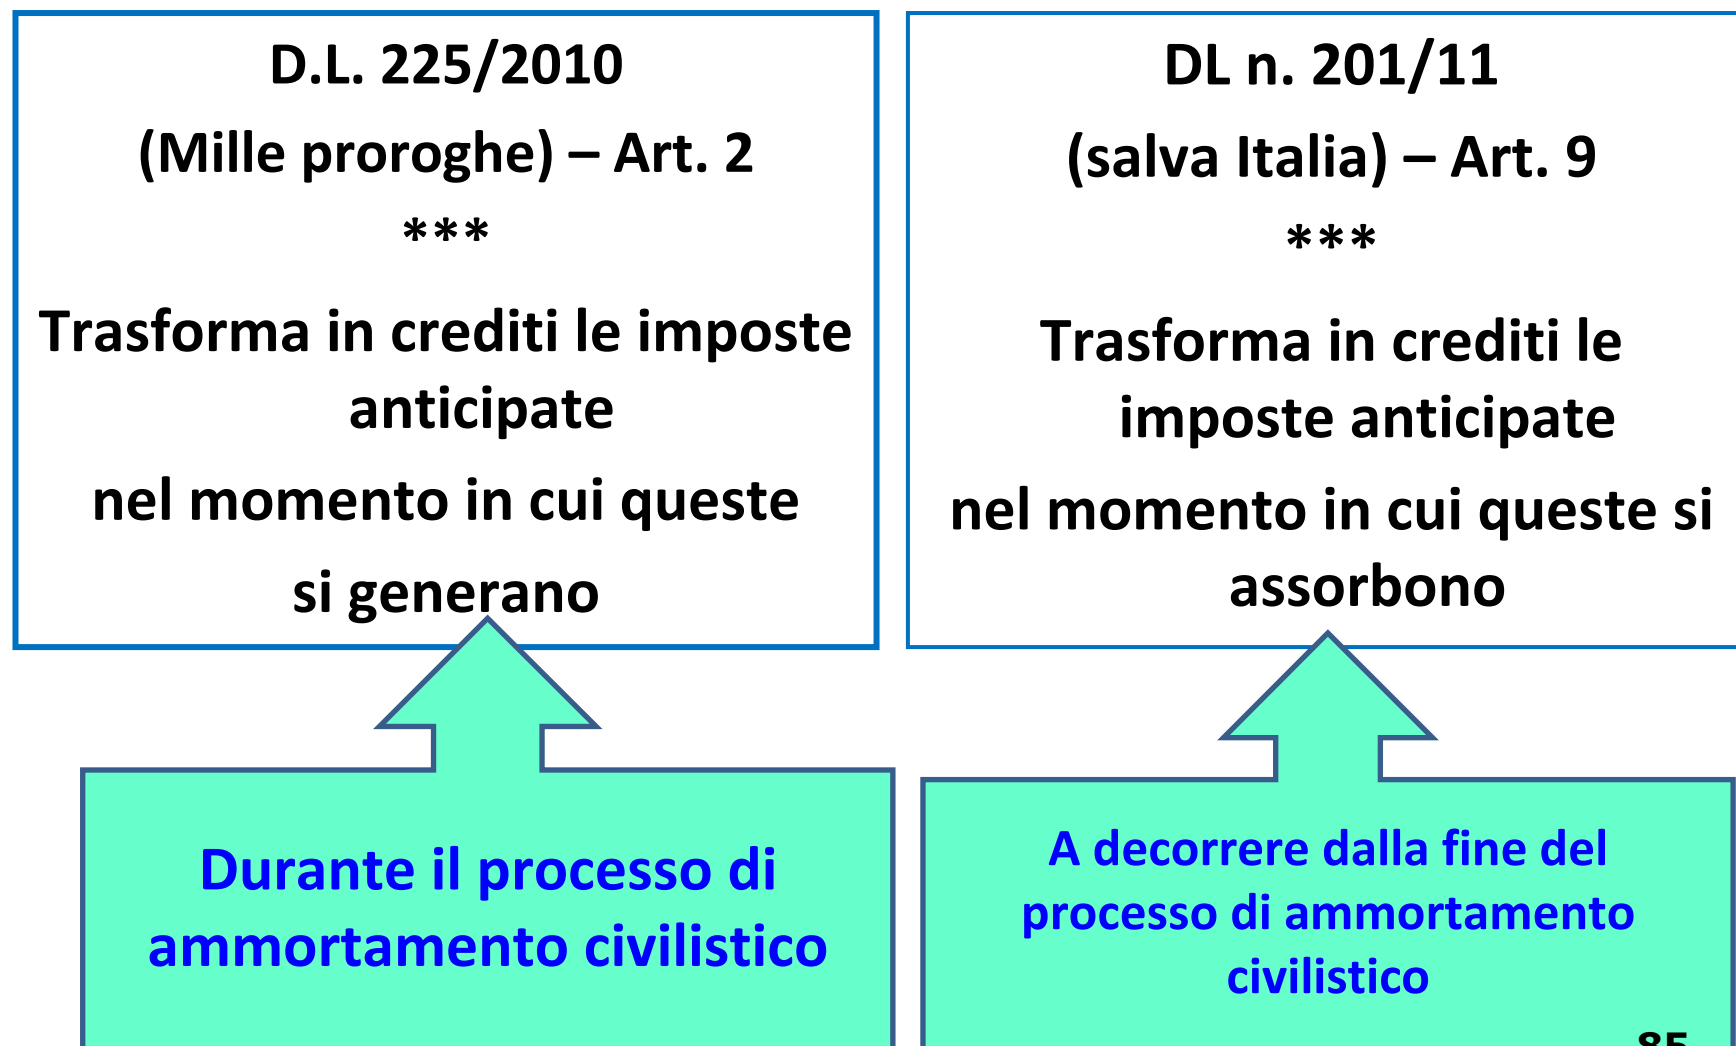 D.L. 225/2010
(Mille proroghe) – Art. 2
***
Trasforma in crediti le imposte
anticipate
nel momento in cui queste
si generano
DL n. 201/11
(salva Italia) – Art. 9
***
Trasforma in crediti le
imposte anticipate
nel momento in cui queste si
assorbono
Durante il processo di
ammortamento civilistico
A decorrere dalla fine del
processo di ammortamento
civilistico
85